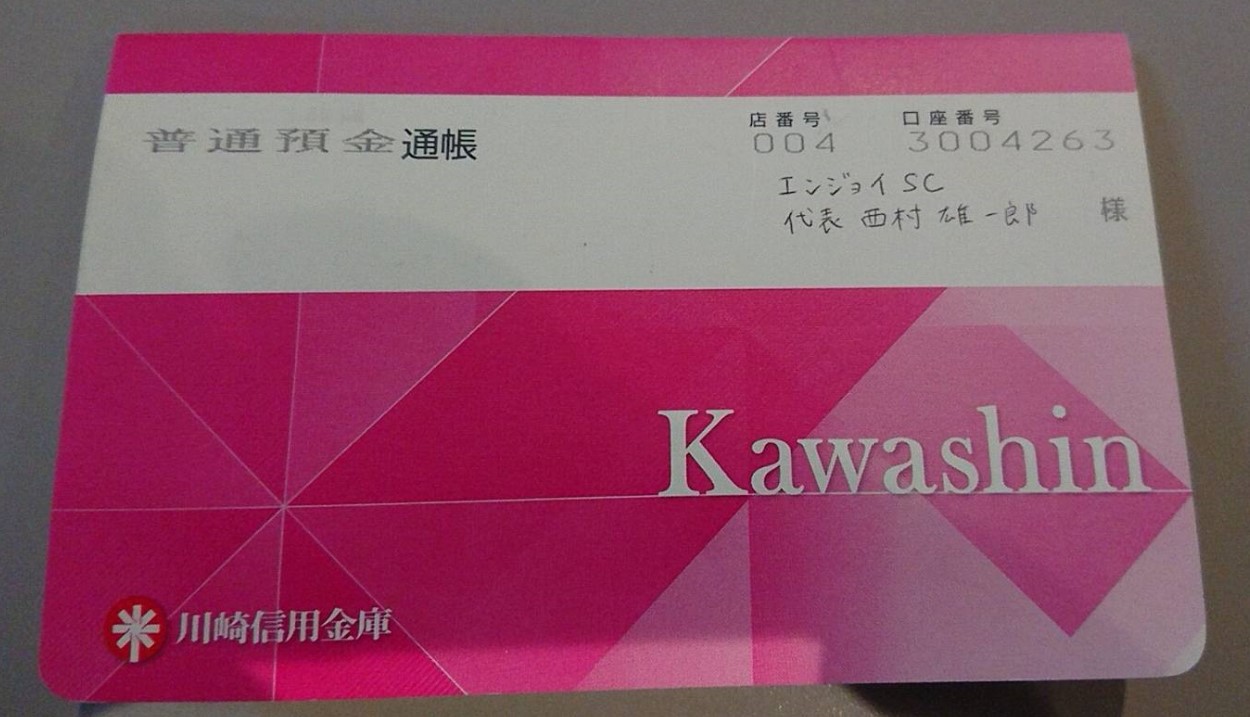 普通預金通帳
店番号 口座番号
004 3004263
エンジョイSC
代表 西村 雄一郎 様
Kawashin
川崎信用金庫